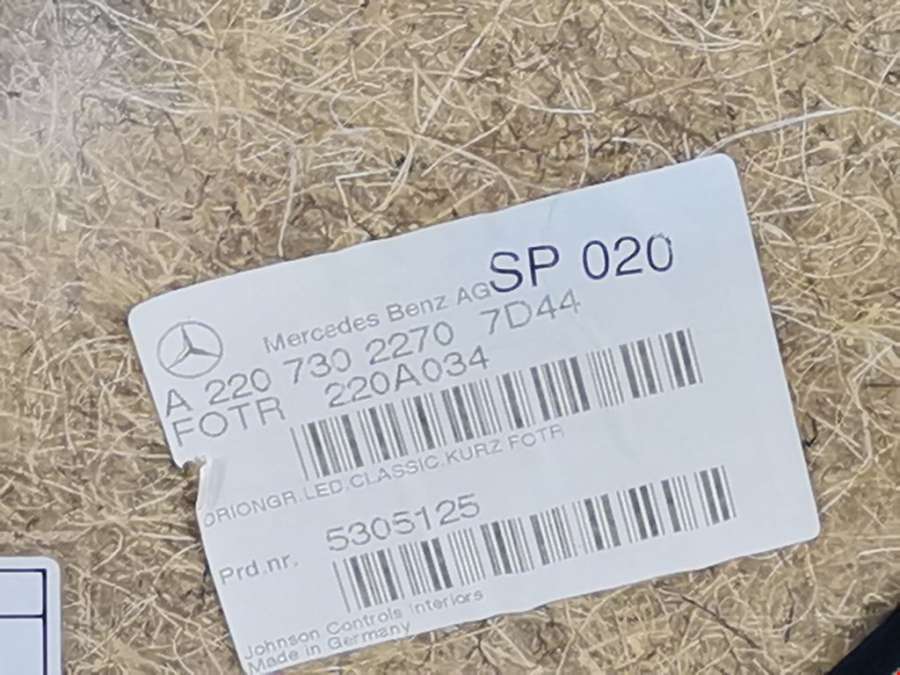 SP 020
Mercedes Benz AG
A 220 730 2270 7D44
FOTR 220A034
ORIONGR.LED.CLASSIC.KURZ FOTR
Prd.nr. 5305125
Johnson Controls Interiors
Made in Germany